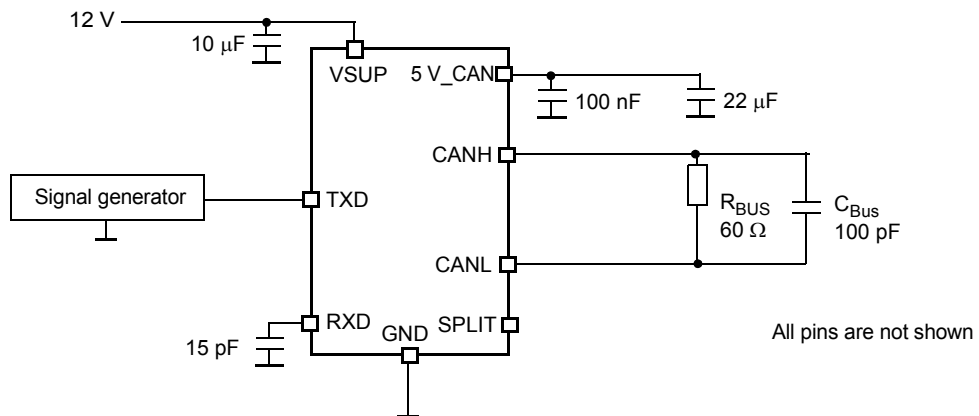 12 V
10 μF
VSUP
5 V_CAN
100 nF
22 μF
CANH
Signal generator
TXD
R_BUS
60 Ω
C_Bus
100 pF
CANL
RXD
GND
SPLIT
15 pF
All pins are not shown